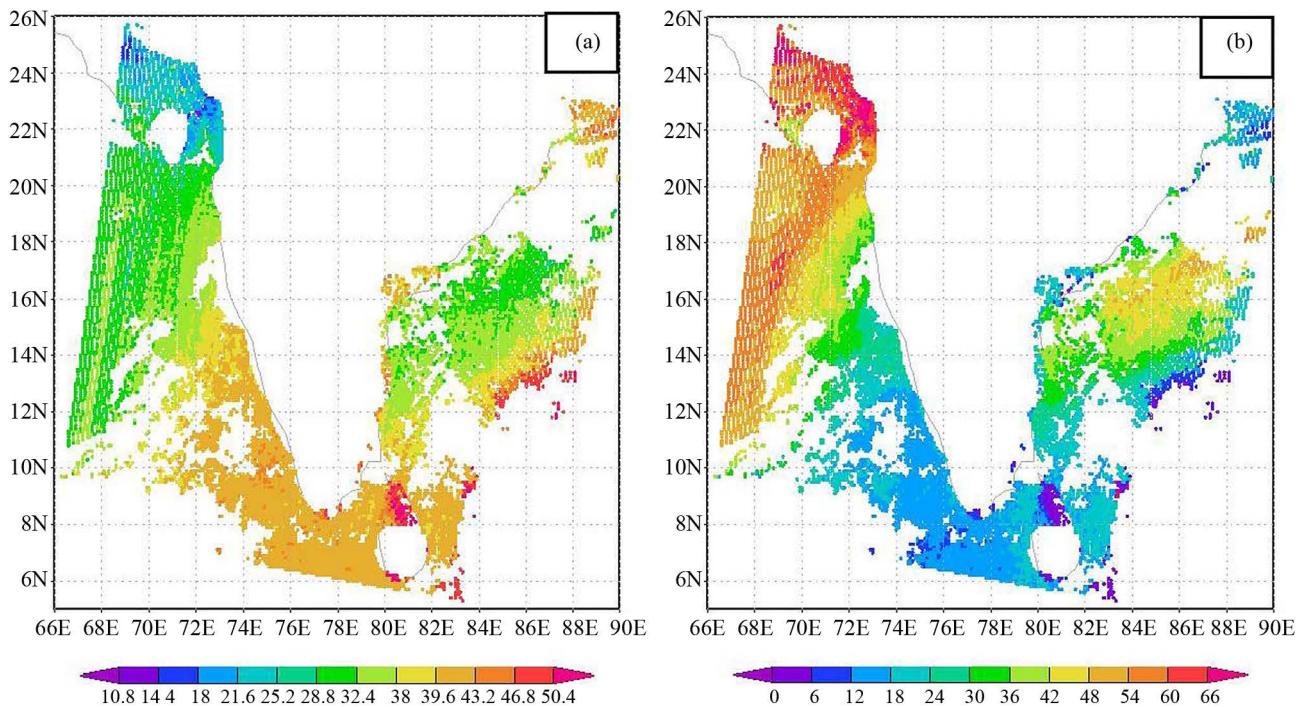 (a)
26N
24N
22N
20N
18N
16N
14N
12N
10N
8N
6N
66E 68E 70E 72E 74E 76E 78E 80E 82E 84E 86E 88E 90E
10.8 14 4 18 21.6 25.2 28.8 32.4 38 39.6 43.2 46.8 50.4
(b)
26N
24N
22N
20N
18N
16N
14N
12N
10N
8N
6N
66E 68E 70E 72E 74E 76E 78E 80E 82E 84E 86E 88E 90E
0 6 12 18 24 30 36 42 48 54 60 66